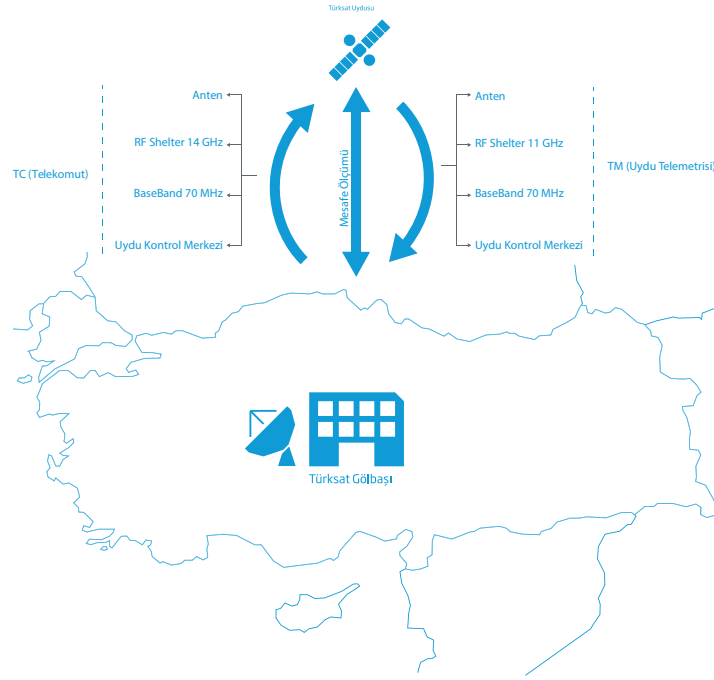 Türksat Uydusu
Anten
RF Shelter 14 GHz
TC (Telekomut)
BaseBand 70 MHz
Uydu Kontrol Merkezi
Mesafe Ölçümü
Anten
RF Shelter 11 GHz
TM (Uydu Telemetrisi)
BaseBand 70 MHz
Uydu Kontrol Merkezi
Türksat Gölbaşı